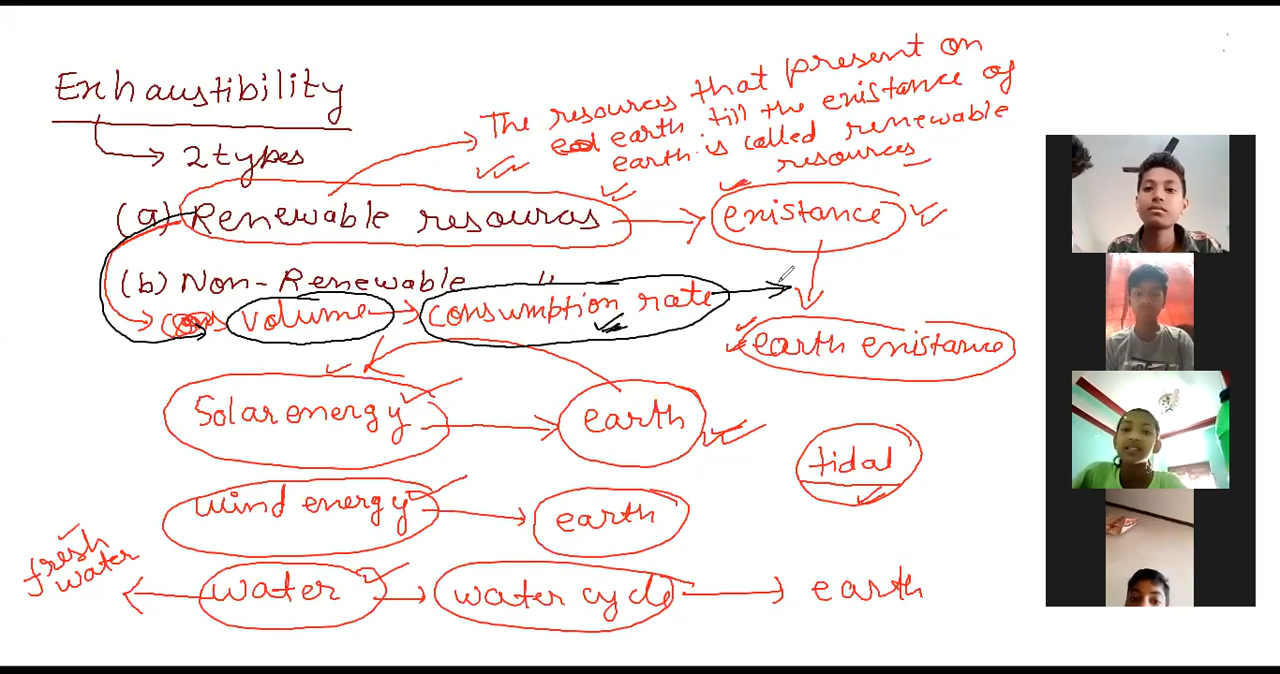 Exhaustibility
2 types
The resources that present on
earth till the existance of
earth is called renewable
resources
(a) Renewable resources
existance
(b) Non-Renewable "
volume
consumption rate
earth existance
Solar energy
earth
tidal
wind energy
earth
fresh
water
water
water cycle
earth